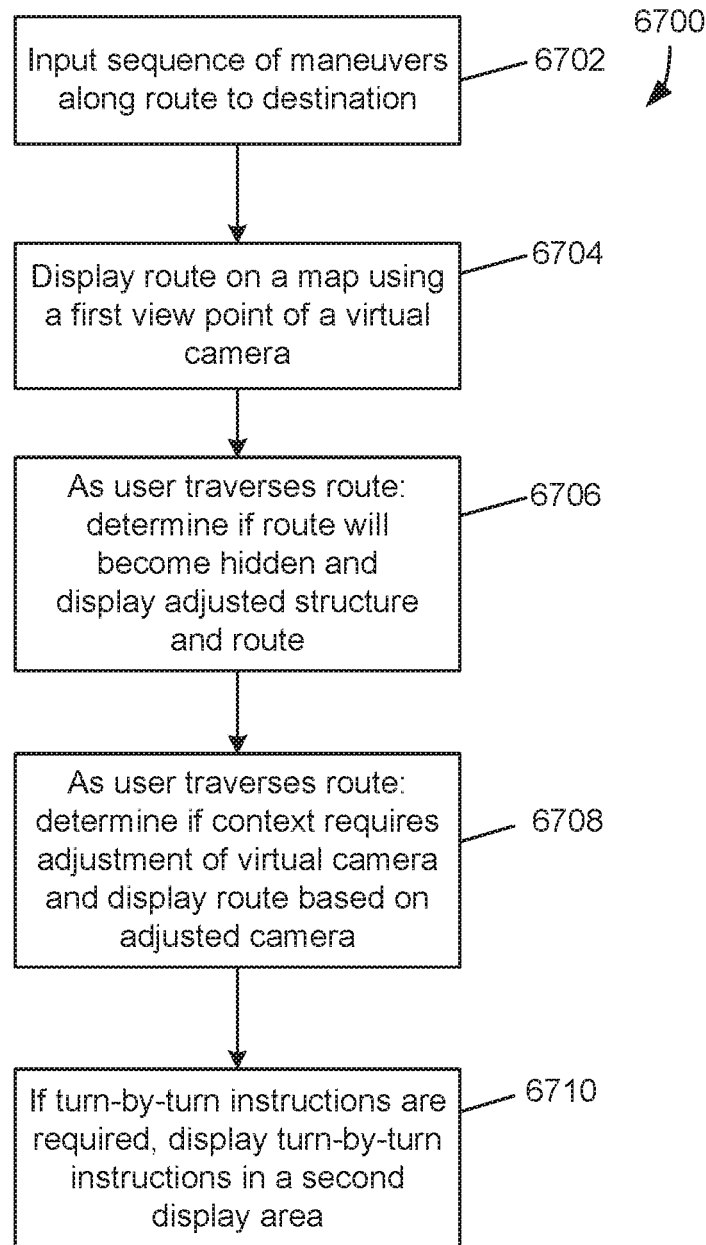 6700
Input sequence of maneuvers
along route to destination
6702
Display route on a map using
a first view point of a virtual
camera
6704
As user traverses route:
determine if route will
become hidden and
display adjusted structure
and route
6706
As user traverses route:
determine if context requires
adjustment of virtual camera
and display route based on
adjusted camera
6708
If turn-by-turn instructions are
required, display turn-by-turn
instructions in a second
display area
6710